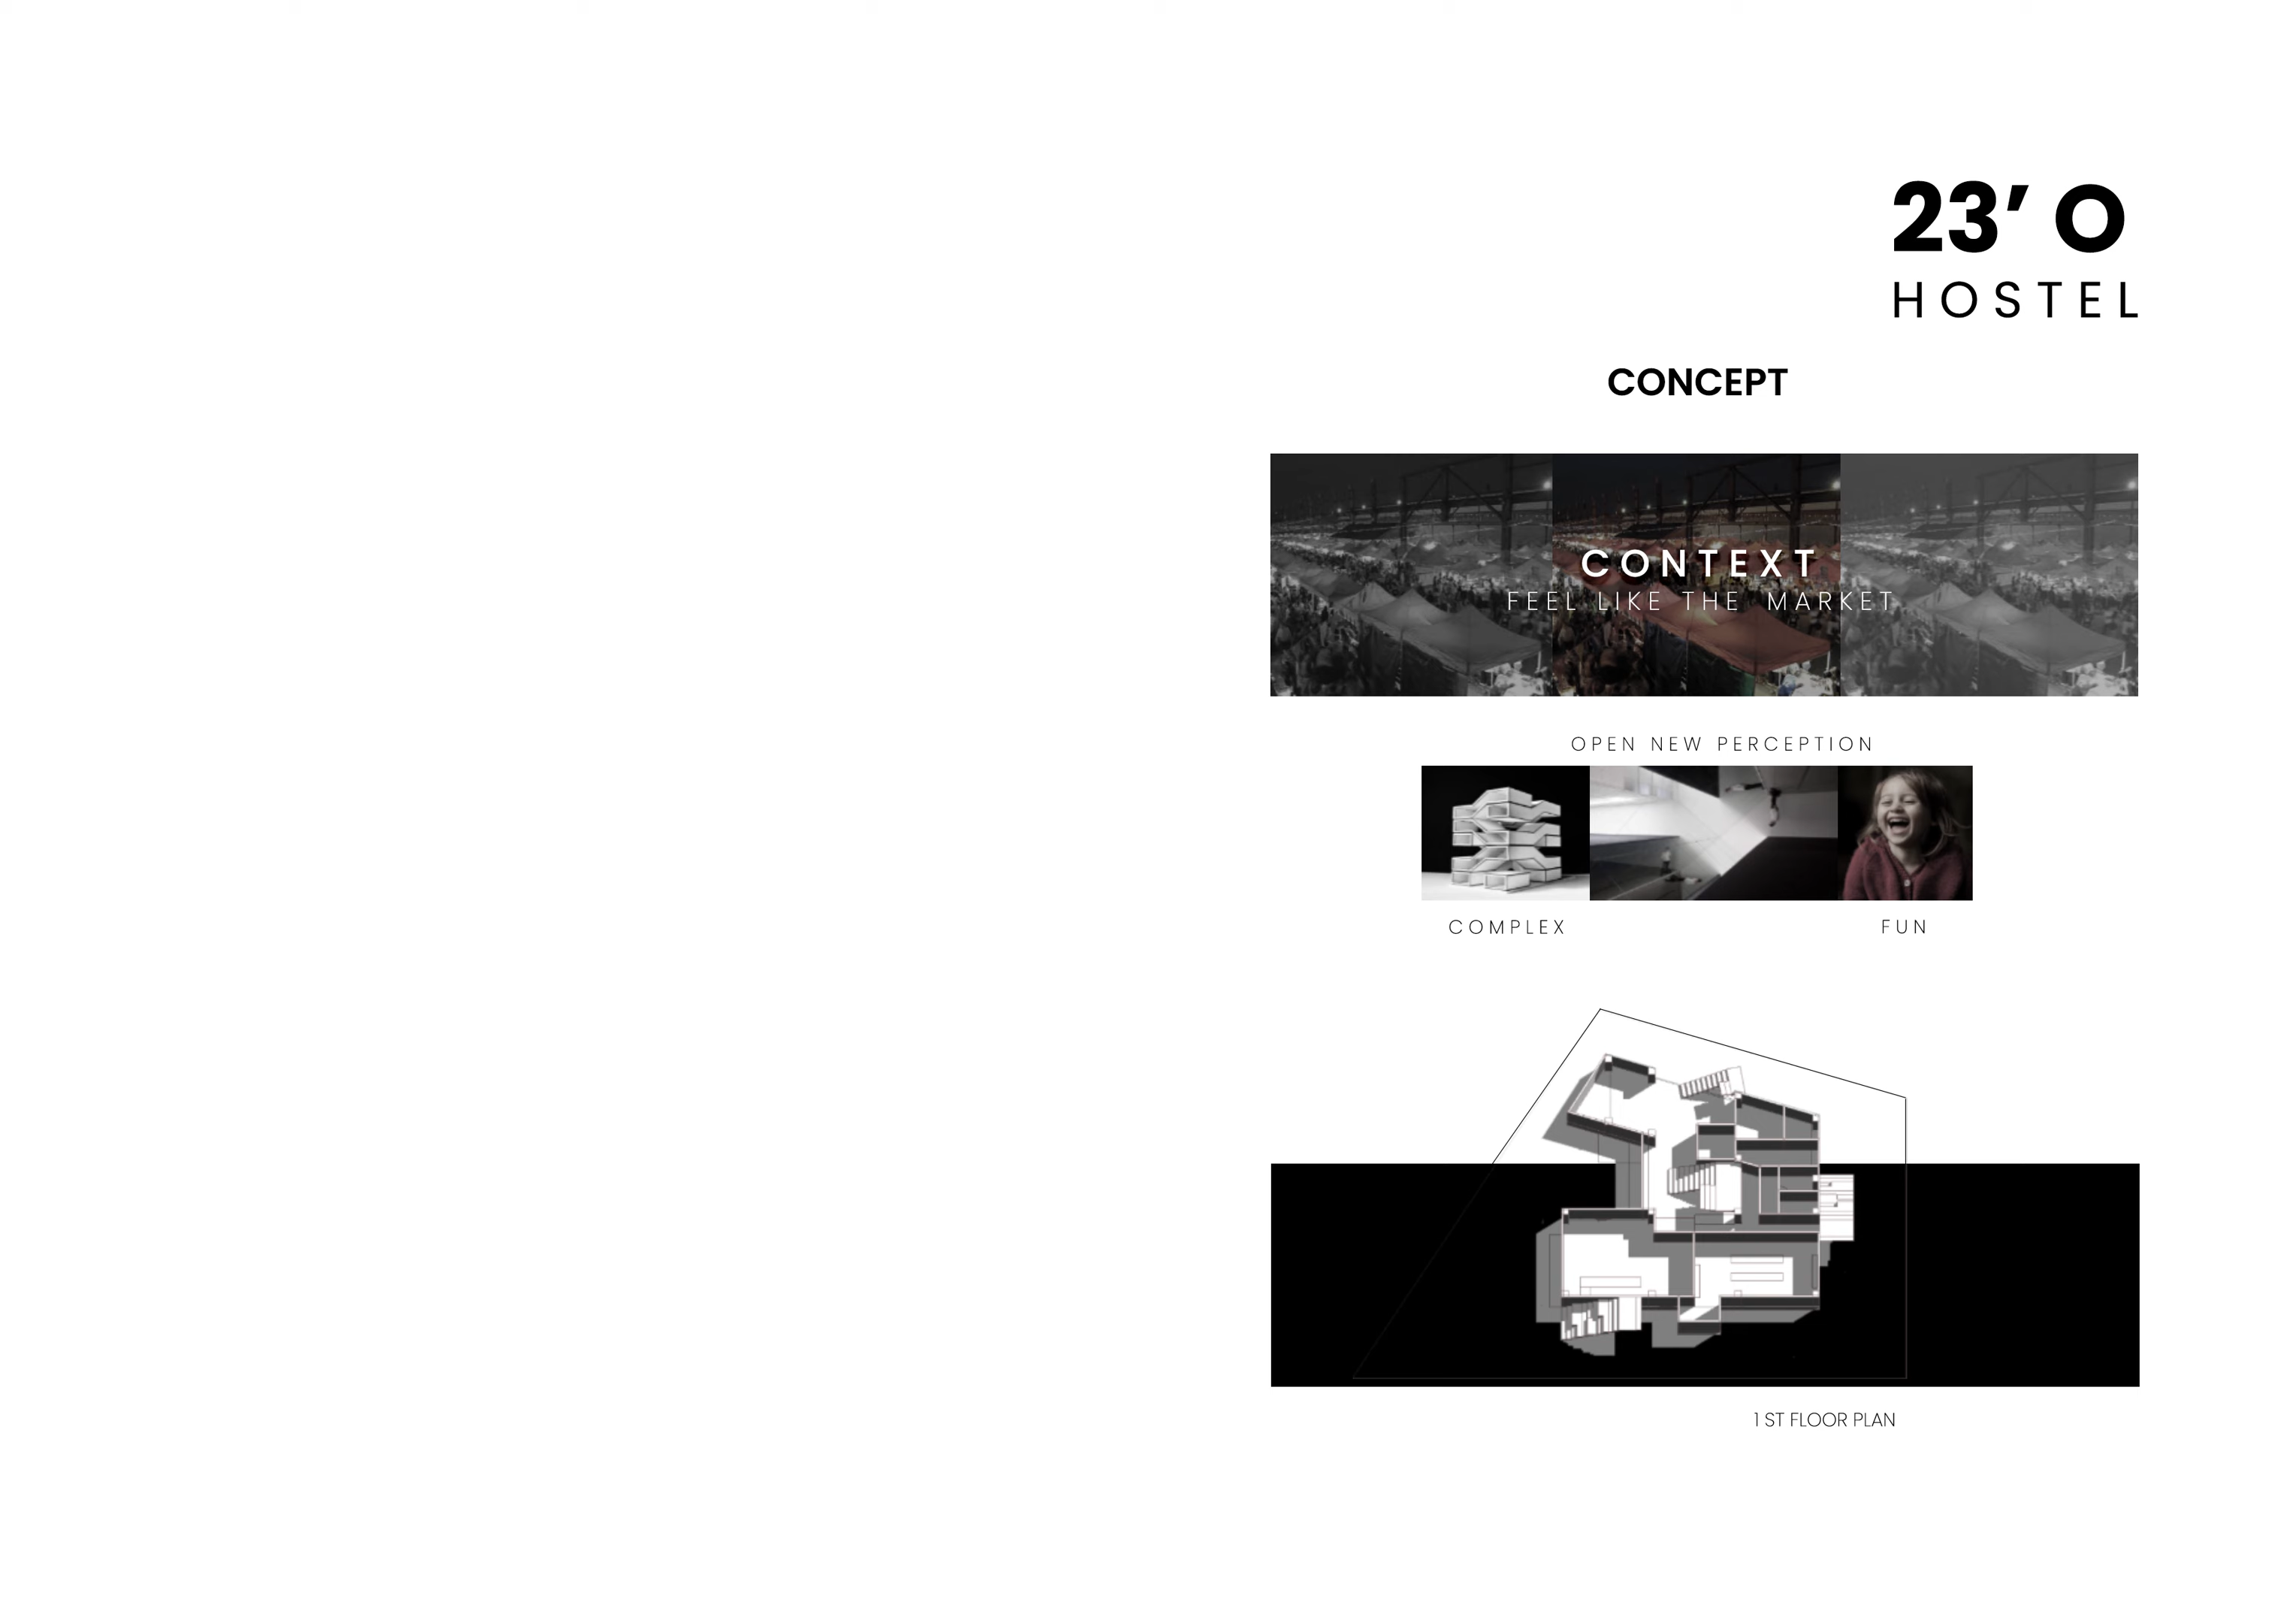 23’ O
HOSTEL
CONCEPT
CONTEXT
FEEL LIKE THE MARKET
OPEN NEW PERCEPTION
COMPLEX
FUN
1 ST FLOOR PLAN